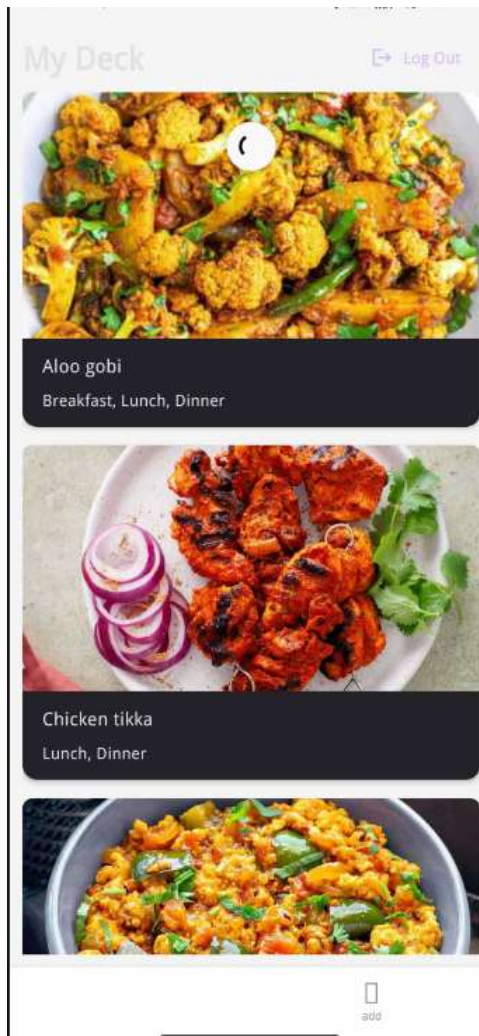 My Deck
Log Out
Aloo gobi
Breakfast, Lunch, Dinner
Chicken tikka
Lunch, Dinner
add